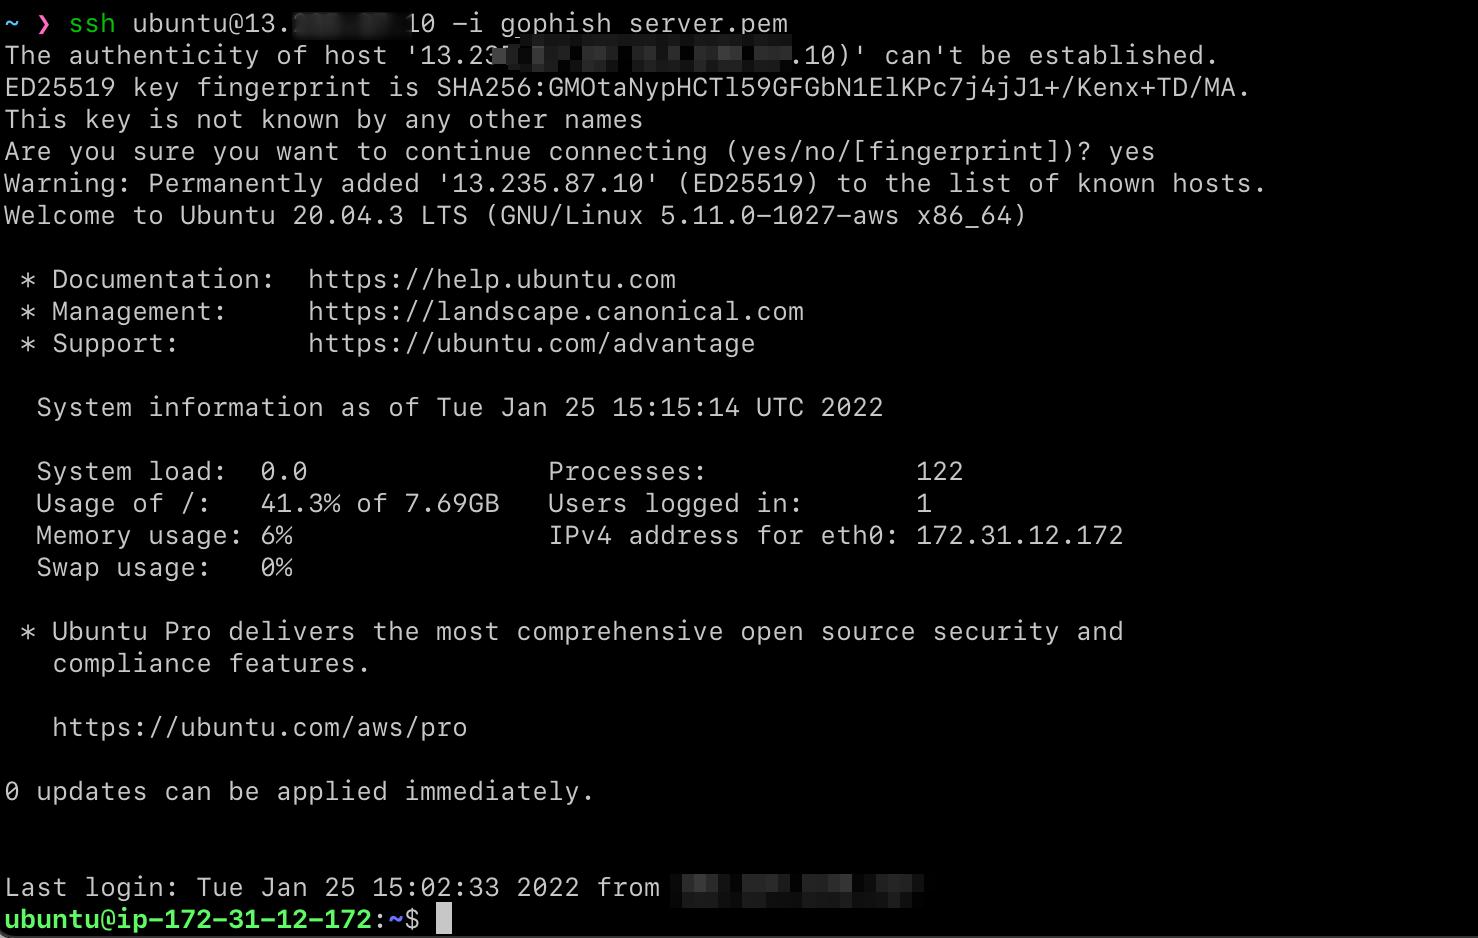 ~ ❯ ssh ubuntu@13. 10 -i gophish_server.pem
The authenticity of host '13.23 .10)' can't be established.
ED25519 key fingerprint is SHA256:GMOtaNypHCTl59GFGbN1ElKPc7j4jJ1+/Kenx+TD/MA.
This key is not known by any other names
Are you sure you want to continue connecting (yes/no/[fingerprint])? yes
Warning: Permanently added '13.235.87.10' (ED25519) to the list of known hosts.
Welcome to Ubuntu 20.04.3 LTS (GNU/Linux 5.11.0-1027-aws x86_64)
* Documentation: https://help.ubuntu.com
* Management: https://landscape.canonical.com
* Support: https://ubuntu.com/advantage
System information as of Tue Jan 25 15:15:14 UTC 2022
System load: 0.0 Processes: 122
Usage of /: 41.3% of 7.69GB Users logged in: 1
Memory usage: 6% IPv4 address for eth0: 172.31.12.172
Swap usage: 0%
* Ubuntu Pro delivers the most comprehensive open source security and
compliance features.
https://ubuntu.com/aws/pro
0 updates can be applied immediately.
Last login: Tue Jan 25 15:02:33 2022 from
ubuntu@ip-172-31-12-172:~$